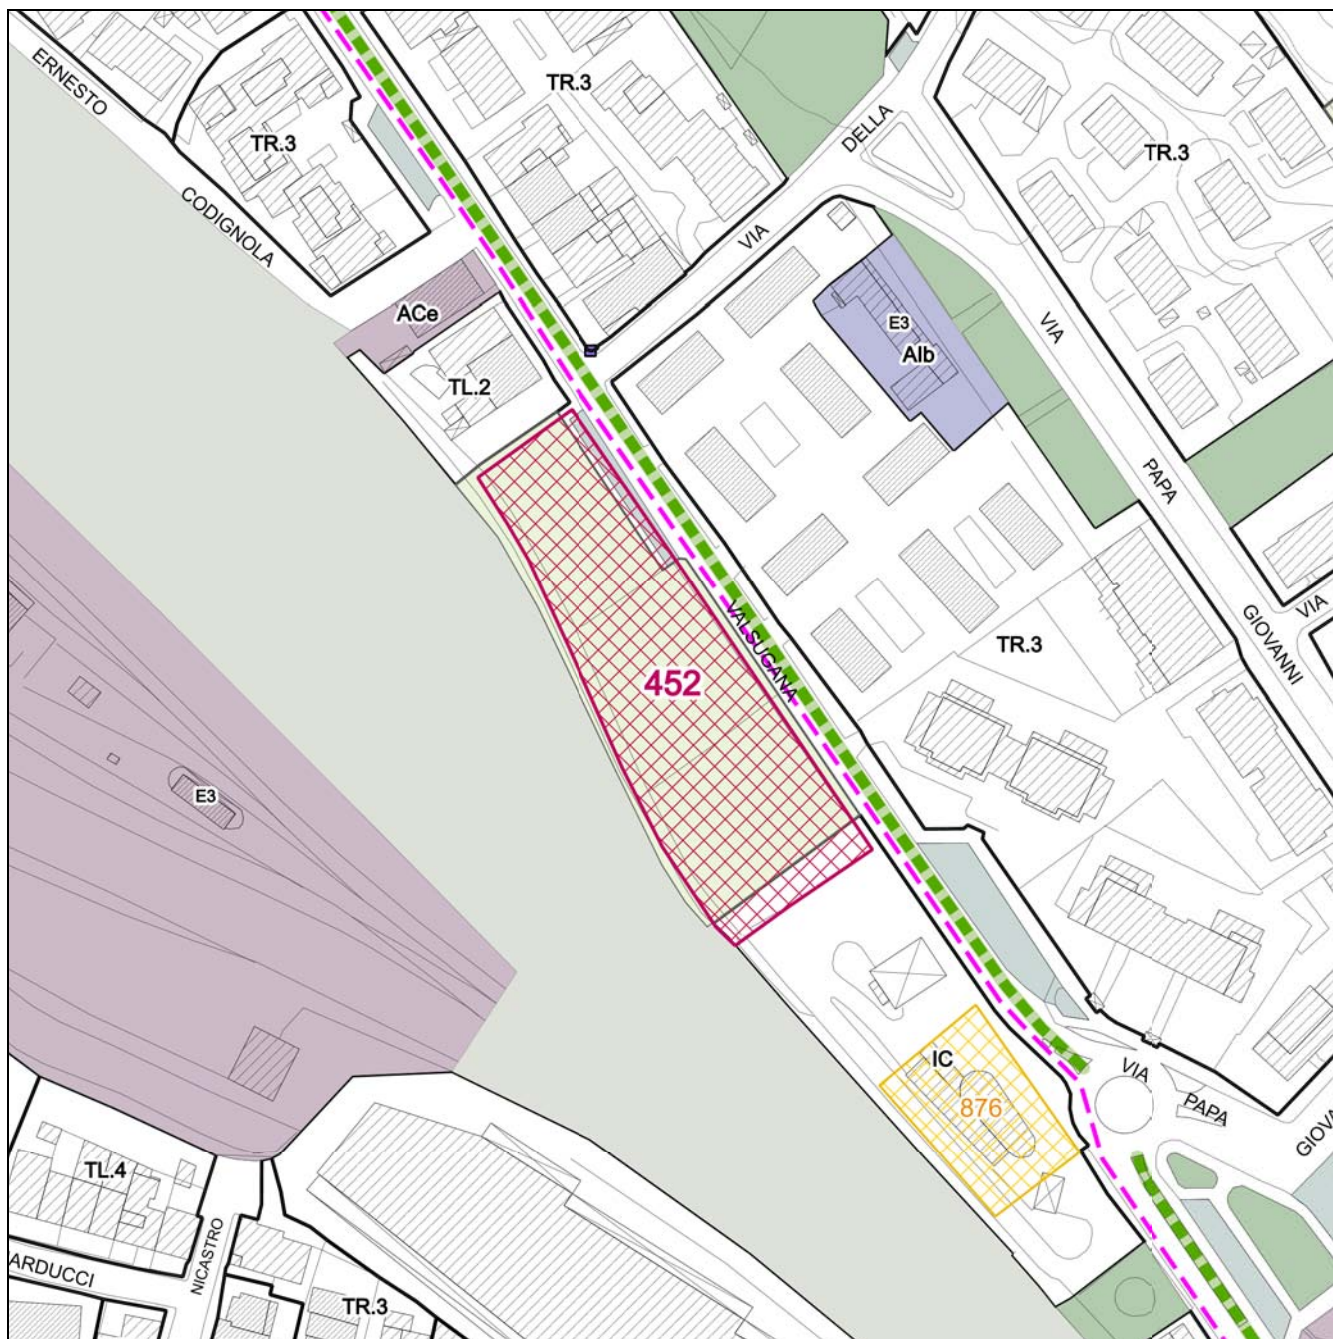 ERNESTO
CODIGNOLA
TR.3
TR.3
DELLA
VIA
TR.3
ACe
TL.2
E3
Alb
VIA
PAPA
GIOVANNI
VIA
VALSUGANA
452
TR.3
E3
IC
876
VIA
PAPA
GIOVA
TL.4
NICASTRO
ARDUCCI
TR.3